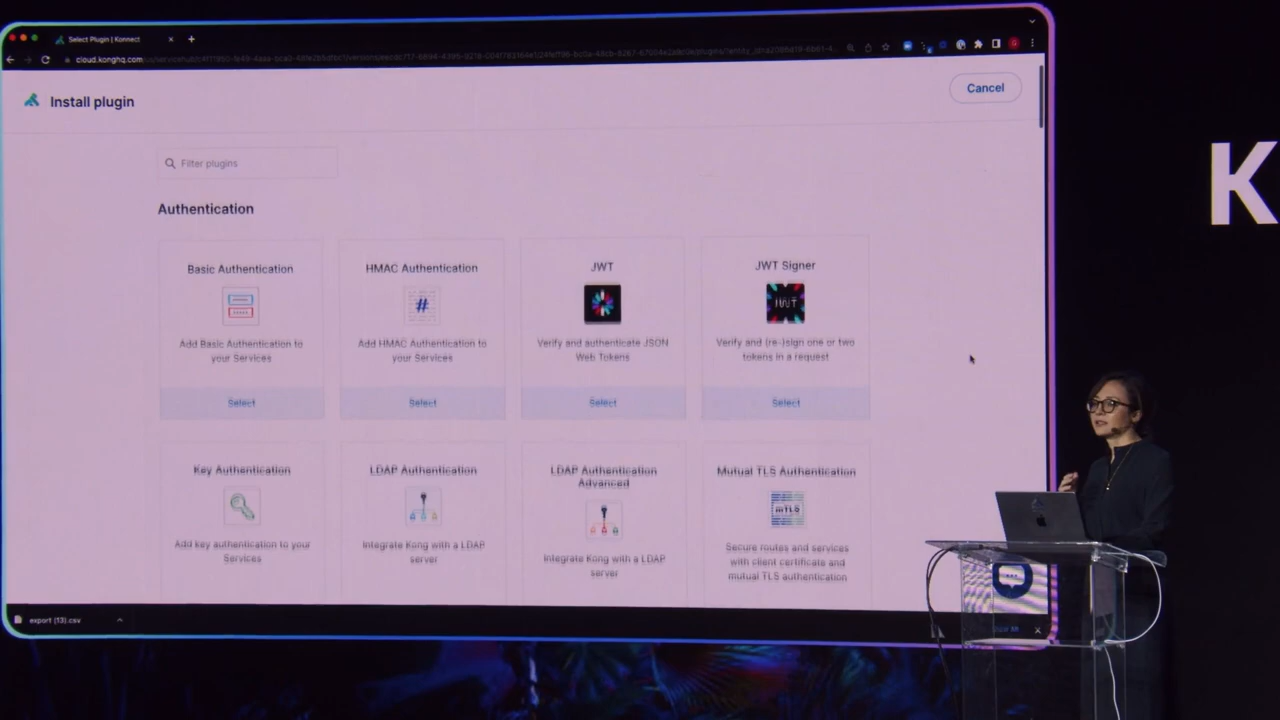 Select Plugin | Konnect
cloud.konghq.com
Install plugin
Cancel
K
Filter plugins
Authentication
Basic Authentication
HMAC Authentication
JWT
JWT Signer
#
JWT
Add Basic Authentication to
your Services
Add HMAC Authentication to
your Services
Verify and authenticate JSON
Web Tokens
Verify and (re-)sign one or two
tokens in a request
Select
Select
Select
Select
Key Authentication
LDAP Authentication
LDAP Authentication
Advanced
Mutual TLS Authentication
mTLS
Add key authentication to your
Services
Integrate Kong with a LDAP
server
Integrate Kong with a LDAP
server
Secure routes and services
with client certificate and
mutual TLS authentication
export (13).csv